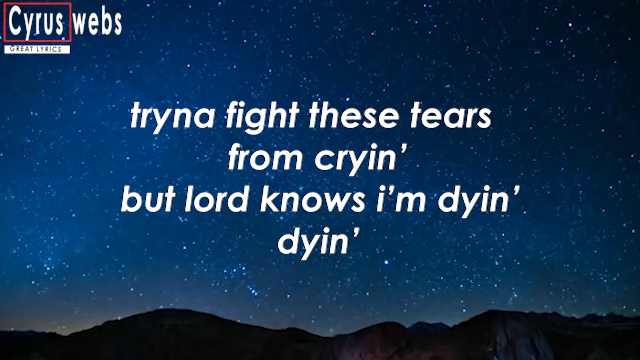 Cyrus webs
GREAT LYRICS
tryna fight these tears
from cryin’
but lord knows i’m dyin’
dyin’